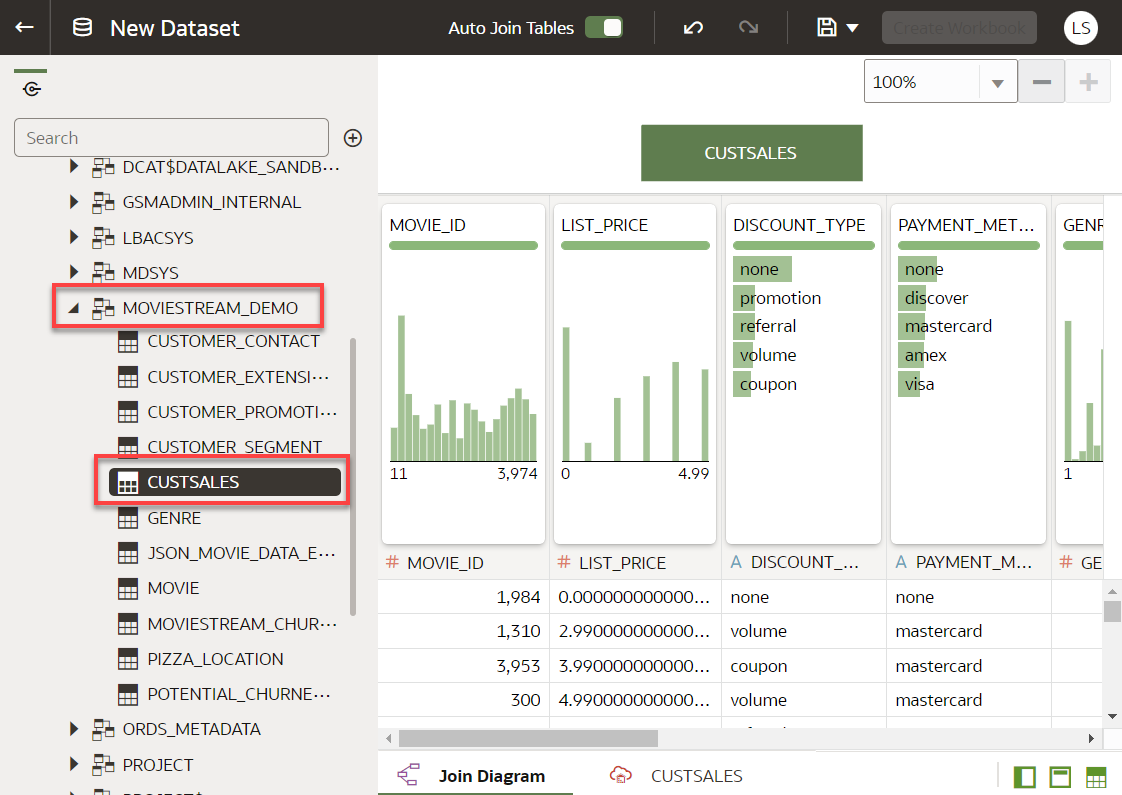 New Dataset
Auto Join Tables
Create Workbook
LS
Search
100%
DCAT$DATALAKE_SANDB···
GSMADMIN_INTERNAL
LBACSYS
MDSYS
MOVIESTREAM_DEMO
CUSTOMER_CONTACT
CUSTOMER_EXTENSI···
CUSTOMER_PROMOTI···
CUSTOMER_SEGMENT
CUSTSALES
GENRE
JSON_MOVIE_DATA_E···
MOVIE
MOVIESTREAM_CHUR···
PIZZA_LOCATION
POTENTIAL_CHURNE···
ORDS_METADATA
PROJECT
CUSTSALES
MOVIE_ID
11 3,974
LIST_PRICE
0 4.99
DISCOUNT_TYPE
none
promotion
referral
volume
coupon
PAYMENT_MET...
none
discover
mastercard
amex
visa
GENR
1
# MOVIE_ID # LIST_PRICE A DISCOUNT_... A PAYMENT_M... # GE
1,984 0.000000000000... none none
1,310 2.990000000000... volume mastercard
3,953 3.990000000000... coupon mastercard
300 4.990000000000... volume mastercard
Join Diagram
CUSTSALES